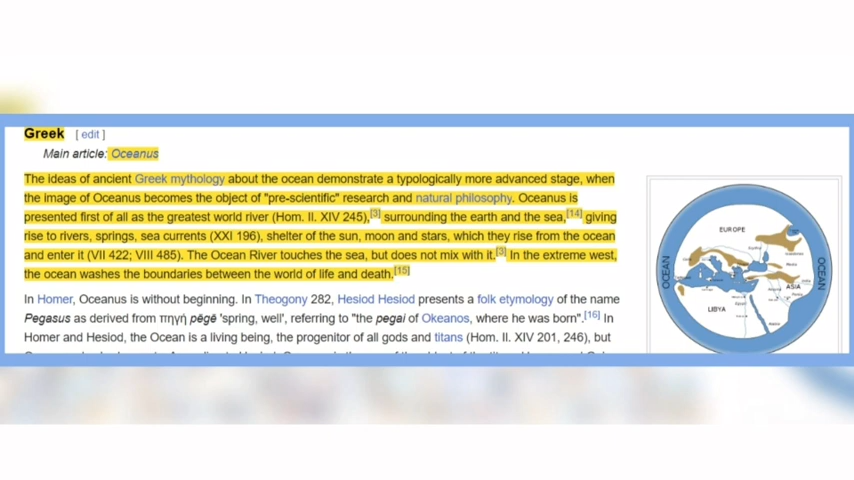 Greek [ edit ]
Main article: Oceanus
The ideas of ancient Greek mythology about the ocean demonstrate a typologically more advanced stage, when
the image of Oceanus becomes the object of "pre-scientific" research and natural philosophy. Oceanus is
presented first of all as the greatest world river (Hom. Il. XIV 245),[3] surrounding the earth and the sea,[14] giving
rise to rivers, springs, sea currents (XXI 196), shelter of the sun, moon and stars, which they rise from the ocean
and enter it (VII 422; VIII 485). The Ocean River touches the sea, but does not mix with it.[3] In the extreme west,
the ocean washes the boundaries between the world of life and death.[15]
In Homer, Oceanus is without beginning. In Theogony 282, Hesiod Hesiod presents a folk etymology of the name
Pegasus as derived from πηγή pēgē 'spring, well', referring to "the pegai of Okeanos, where he was born".[16] In
Homer and Hesiod, the Ocean is a living being, the progenitor of all gods and titans (Hom. Il. XIV 201, 246), but
EUROPE
OCEAN
ASIA
OCEAN
LIBYA